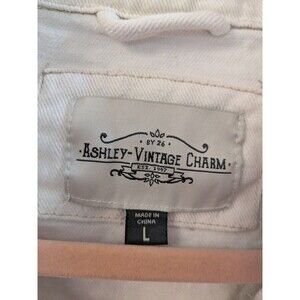 • BY 26 •
ASHLEY-VINTAGE CHARM
EST. 1997
MADE IN
CHINA
L